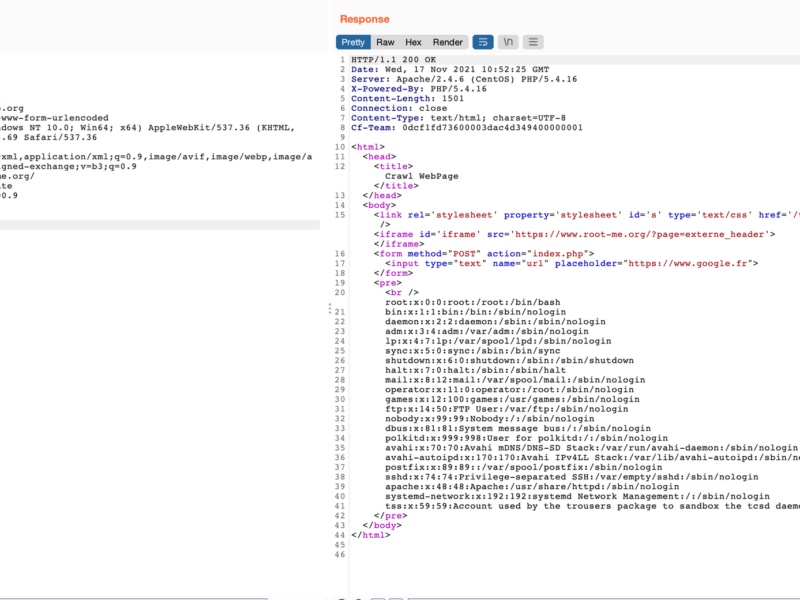 e.org
-www-form-urlencoded
dows NT 10.0; Win64; x64) AppleWebKit/537.36 (KHTML,
.69 Safari/537.36
xml,application/xml;q=0.9,image/avif,image/webp,image/a
igned-exchange;v=b3;q=0.9
e.org/
te
0.9
Response
Pretty Raw Hex Render \n
1 HTTP/1.1 200 OK
2 Date: Wed, 17 Nov 2021 10:52:25 GMT
3 Server: Apache/2.4.6 (CentOS) PHP/5.4.16
4 X-Powered-By: PHP/5.4.16
5 Content-Length: 1501
6 Connection: close
7 Content-Type: text/html; charset=UTF-8
8 Cf-Team: 0dcf1fd73600003dac4d349400000001
9
10 <html>
11 <head>
12 <title>
Crawl WebPage
</title>
13 </head>
14 <body>
15 <link rel='stylesheet' property='stylesheet' id='s' type='text/css' href='/
/>
<iframe id='iframe' src='https://www.root-me.org/?page=externe_header'>
</iframe>
16 <form method="POST" action="index.php">
17 <input type="text" name="url" placeholder="https://www.google.fr">
18 </form>
19 <pre>
20 <br />
root:x:0:0:root:/root:/bin/bash
21 bin:x:1:1:bin:/bin:/sbin/nologin
22 daemon:x:2:2:daemon:/sbin:/sbin/nologin
23 adm:x:3:4:adm:/var/adm:/sbin/nologin
24 lp:x:4:7:lp:/var/spool/lpd:/sbin/nologin
25 sync:x:5:0:sync:/sbin:/bin/sync
26 shutdown:x:6:0:shutdown:/sbin:/sbin/shutdown
27 halt:x:7:0:halt:/sbin:/sbin/halt
28 mail:x:8:12:mail:/var/spool/mail:/sbin/nologin
29 operator:x:11:0:operator:/root:/sbin/nologin
30 games:x:12:100:games:/usr/games:/sbin/nologin
31 ftp:x:14:50:FTP User:/var/ftp:/sbin/nologin
32 nobody:x:99:99:Nobody:/:/sbin/nologin
33 dbus:x:81:81:System message bus:/:/sbin/nologin
34 polkitd:x:999:998:User for polkitd:/:/sbin/nologin
35 avahi:x:70:70:Avahi mDNS/DNS-SD Stack:/var/run/avahi-daemon:/sbin/nologin
36 avahi-autoipd:x:170:170:Avahi IPv4LL Stack:/var/lib/avahi-autoipd:/sbin/no
37 postfix:x:89:89::/var/spool/postfix:/sbin/nologin
38 sshd:x:74:74:Privilege-separated SSH:/var/empty/sshd:/sbin/nologin
39 apache:x:48:48:Apache:/usr/share/httpd:/sbin/nologin
40 systemd-network:x:192:192:systemd Network Management:/:/sbin/nologin
41 tss:x:59:59:Account used by the trousers package to sandbox the tcsd daem
42 </pre>
43 </body>
44 </html>
45
46